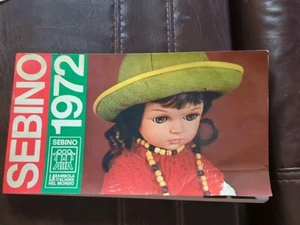 SEBINO
1972
SEBINO
LA BAMBOLA
ITALIANA
NEL MONDO